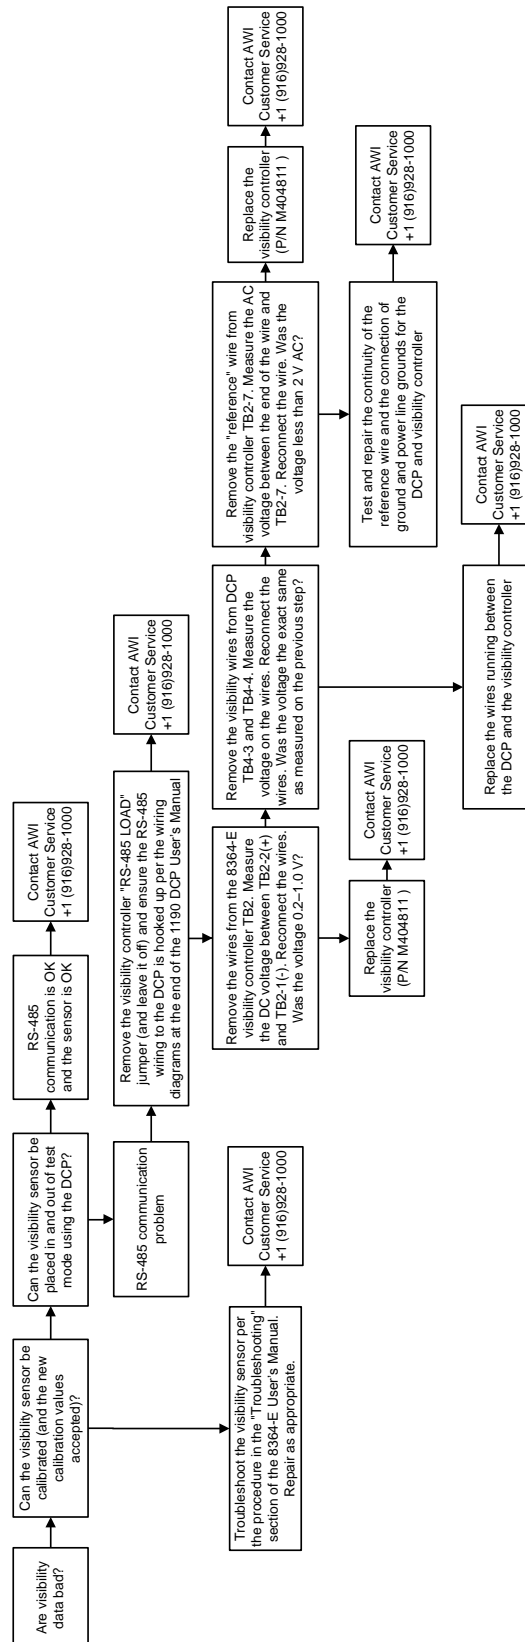 Are visibility
data bad?
Can the visibility sensor be
calibrated (and the new
calibration values
accepted)?
Can the visibility sensor be
placed in and out of test
mode using the DCP?
RS-485
communication is OK
and the sensor is OK
Contact AWI
Customer Service
+1 (916)928-1000
RS-485 communication
problem
Remove the visibility controller "RS-485 LOAD"
jumper (and leave it off) and ensure the RS-485
wiring to the DCP is hooked up per the wiring
diagrams at the end of the 1190 DCP User's Manual
Contact AWI
Customer Service
+1 (916)928-1000
Troubleshoot the visibility sensor per
the procedure in the "Troubleshooting"
section of the 8364-E User's Manual.
Repair as appropriate.
Contact AWI
Customer Service
+1 (916)928-1000
Remove the wires from the 8364-E
visibility controller TB2. Measure
the DC voltage between TB2-2(+)
and TB2-1(-). Reconnect the wires.
Was the voltage 0.2–1.0 V?
Remove the visibility wires from DCP
TB4-3 and TB4-4. Measure the
voltage on the wires. Reconnect the
wires. Was the voltage the exact same
as measured on the previous step?
Remove the "reference" wire from
visibility controller TB2-7. Measure the AC
voltage between the end of the wire and
TB2-7. Reconnect the wire. Was the
voltage less than 2 V AC?
Replace the
visibility controller
(P/N M404811 )
Contact AWI
Customer Service
+1 (916)928-1000
Replace the
visibility controller
(P/N M404811 )
Contact AWI
Customer Service
+1 (916)928-1000
Test and repair the continuity of the
reference wire and the connection of
ground and power line grounds for the
DCP and visibility controller
Contact AWI
Customer Service
+1 (916)928-1000
Replace the wires running between
the DCP and the visibility controller
Contact AWI
Customer Service
+1 (916)928-1000